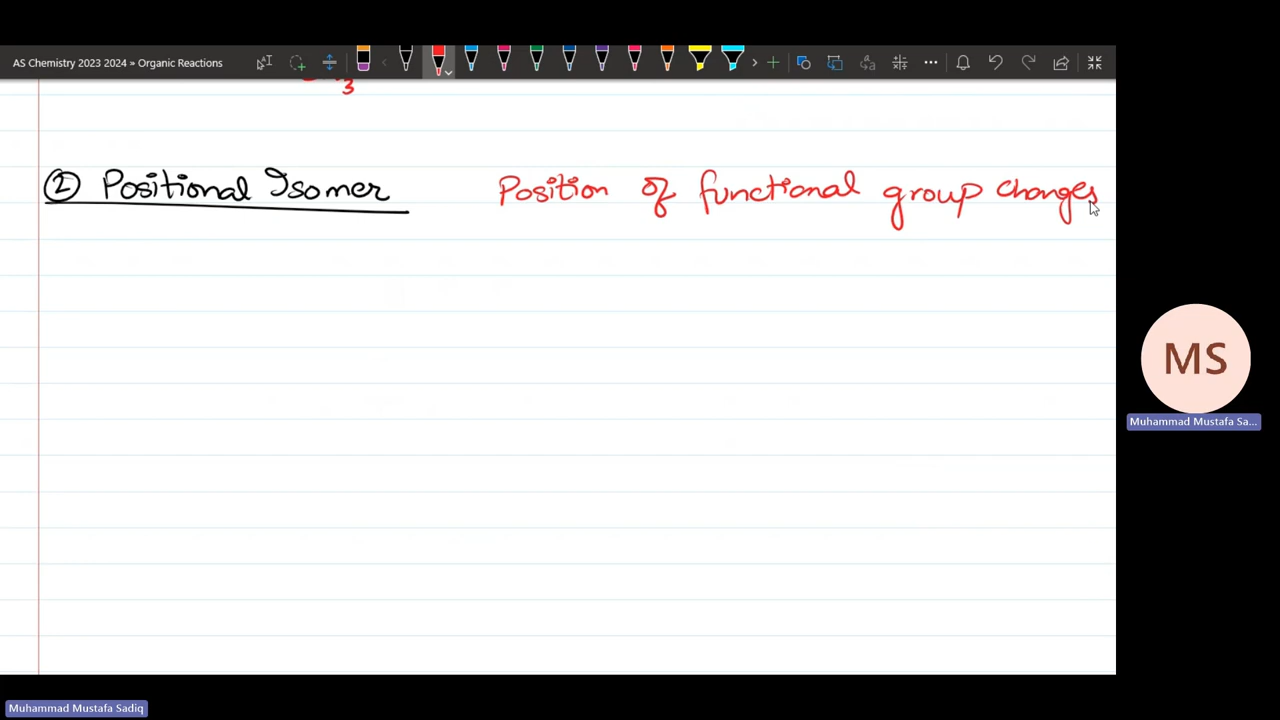 AS Chemistry 2023 2024 » Organic Reactions
3
② Positional Isomer Position of functional group changes
MS
Muhammad Mustafa Sa...
Muhammad Mustafa Sadiq